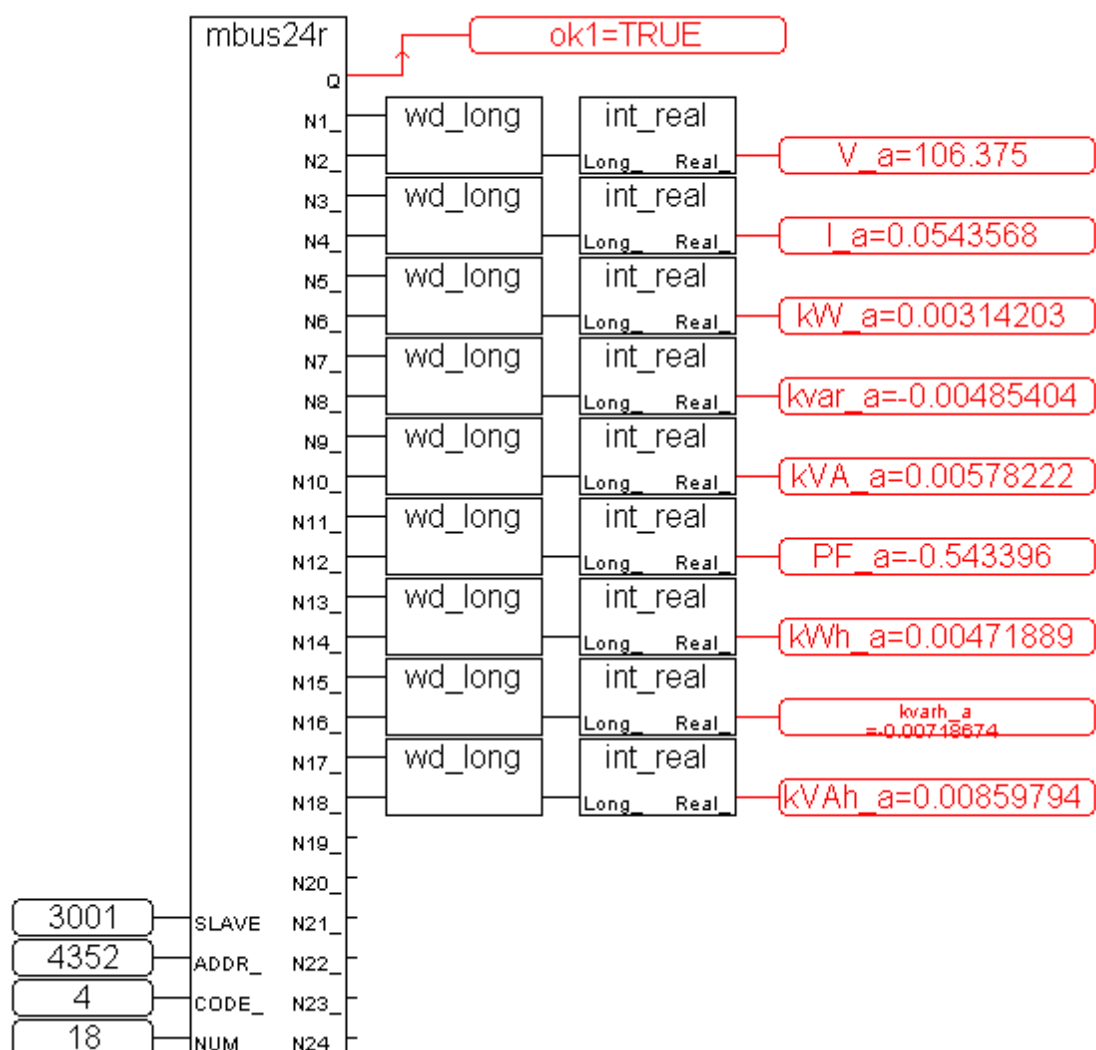 mbus24r
ok1=TRUE
Q
N1_ wd_long int_real
N2_ Long_ Real_ V_a=106.375
N3_ wd_long int_real
N4_ Long_ Real_ I_a=0.0543568
N5_ wd_long int_real
N6_ Long_ Real_ kW_a=0.00314203
N7_ wd_long int_real
N8_ Long_ Real_ kvar_a=-0.00485404
N9_ wd_long int_real
N10_ Long_ Real_ kVA_a=0.00578222
N11_ wd_long int_real
N12_ Long_ Real_ PF_a=-0.543396
N13_ wd_long int_real
N14_ Long_ Real_ kWh_a=0.00471889
N15_ wd_long int_real
N16_ Long_ Real_ kvarh_a
=-0.00718674
N17_ wd_long int_real
N18_ Long_ Real_ kVAh_a=0.00859794
N19_
N20_
3001 SLAVE N21_
4352 ADDR_ N22_
4 CODE_ N23_
18 NUM N24